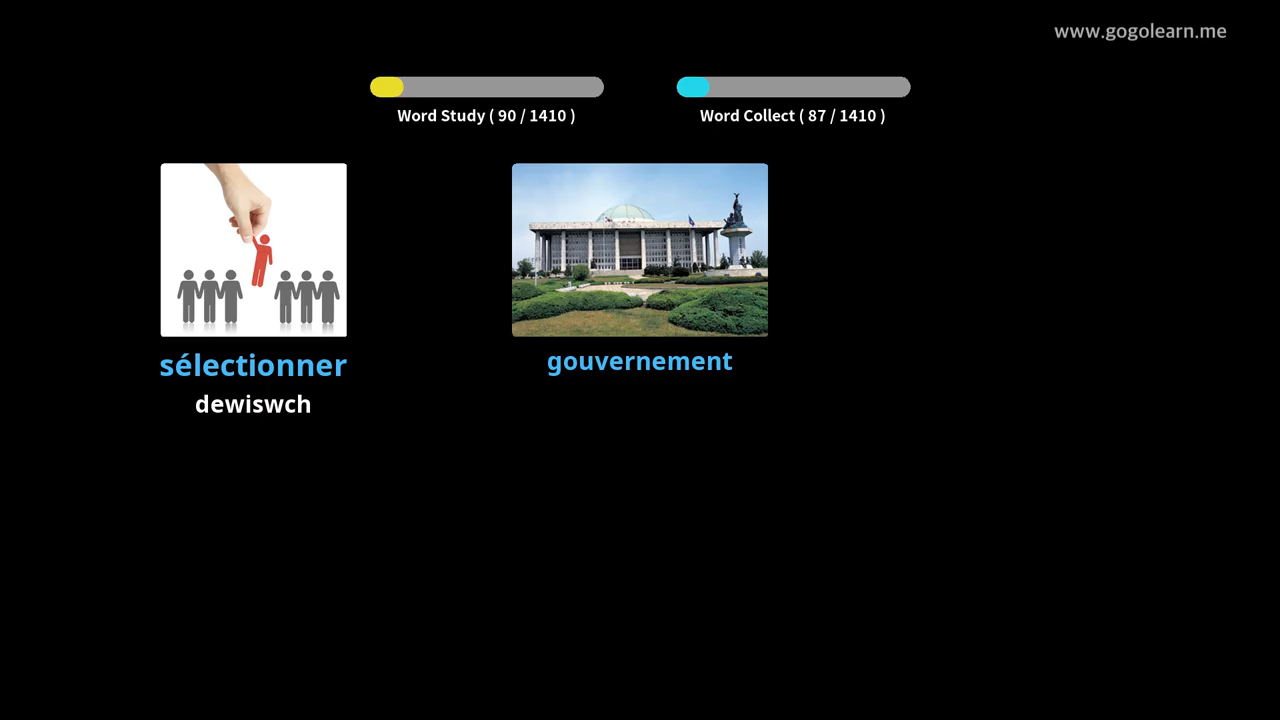 www.gogolearn.me
Word Study ( 90 / 1410 )
Word Collect ( 87 / 1410 )
sélectionner
dewiswch
gouvernement